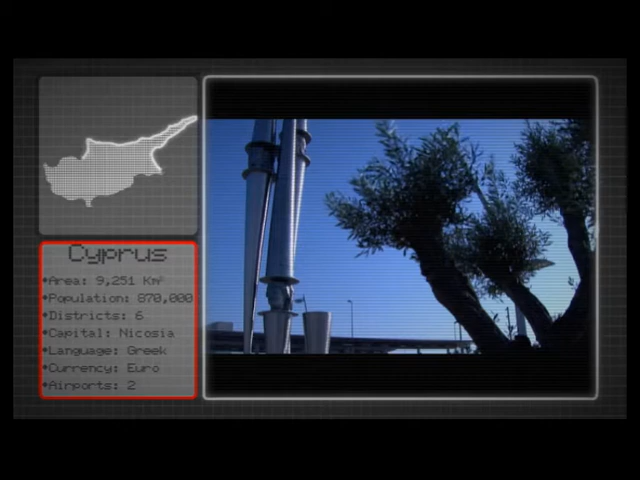 Cyprus
•Area: 9,251 Km²
•Population: 870,000
•Districts: 6
•Capital: Nicosia
•Language: Greek
•Currency: Euro
•Airports: 2